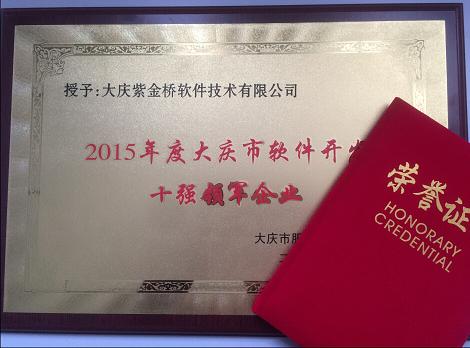 授予:大庆紫金桥软件技术有限公司
2015年度大庆市软件开
十强领军企业
大庆市服
荣誉证
HONORARY
CREDENTIAL